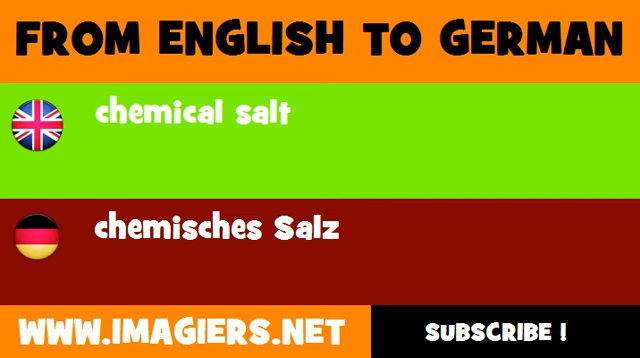 FROM ENGLISH TO GERMAN
chemical salt
chemisches Salz
WWW.IMAGIERS.NET
SUBSCRIBE !